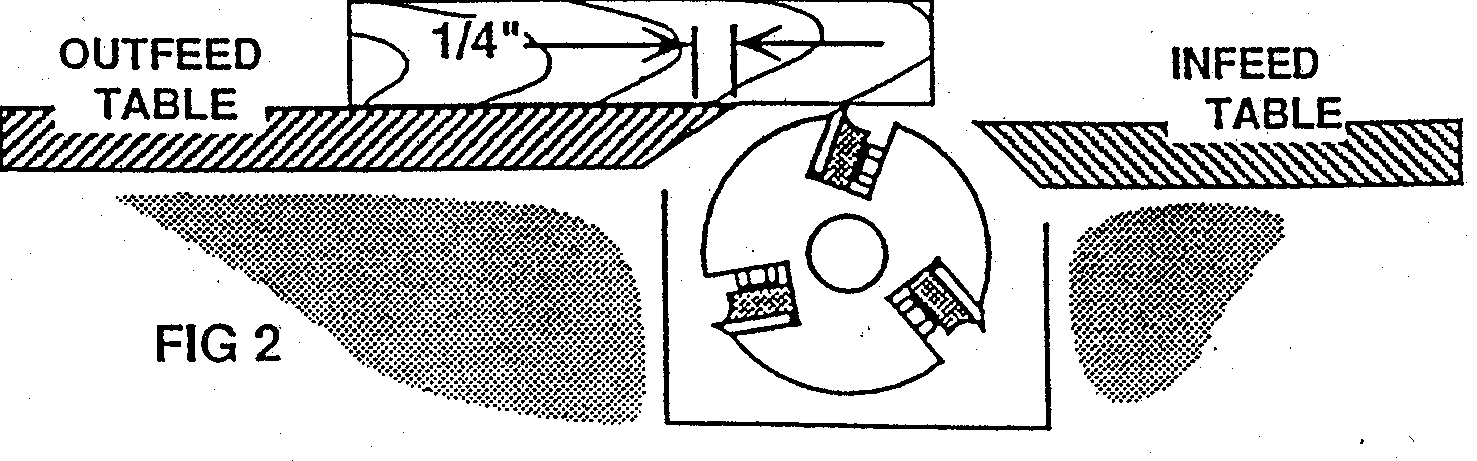 1/4"
OUTFEED
TABLE
INFEED
TABLE
FIG 2